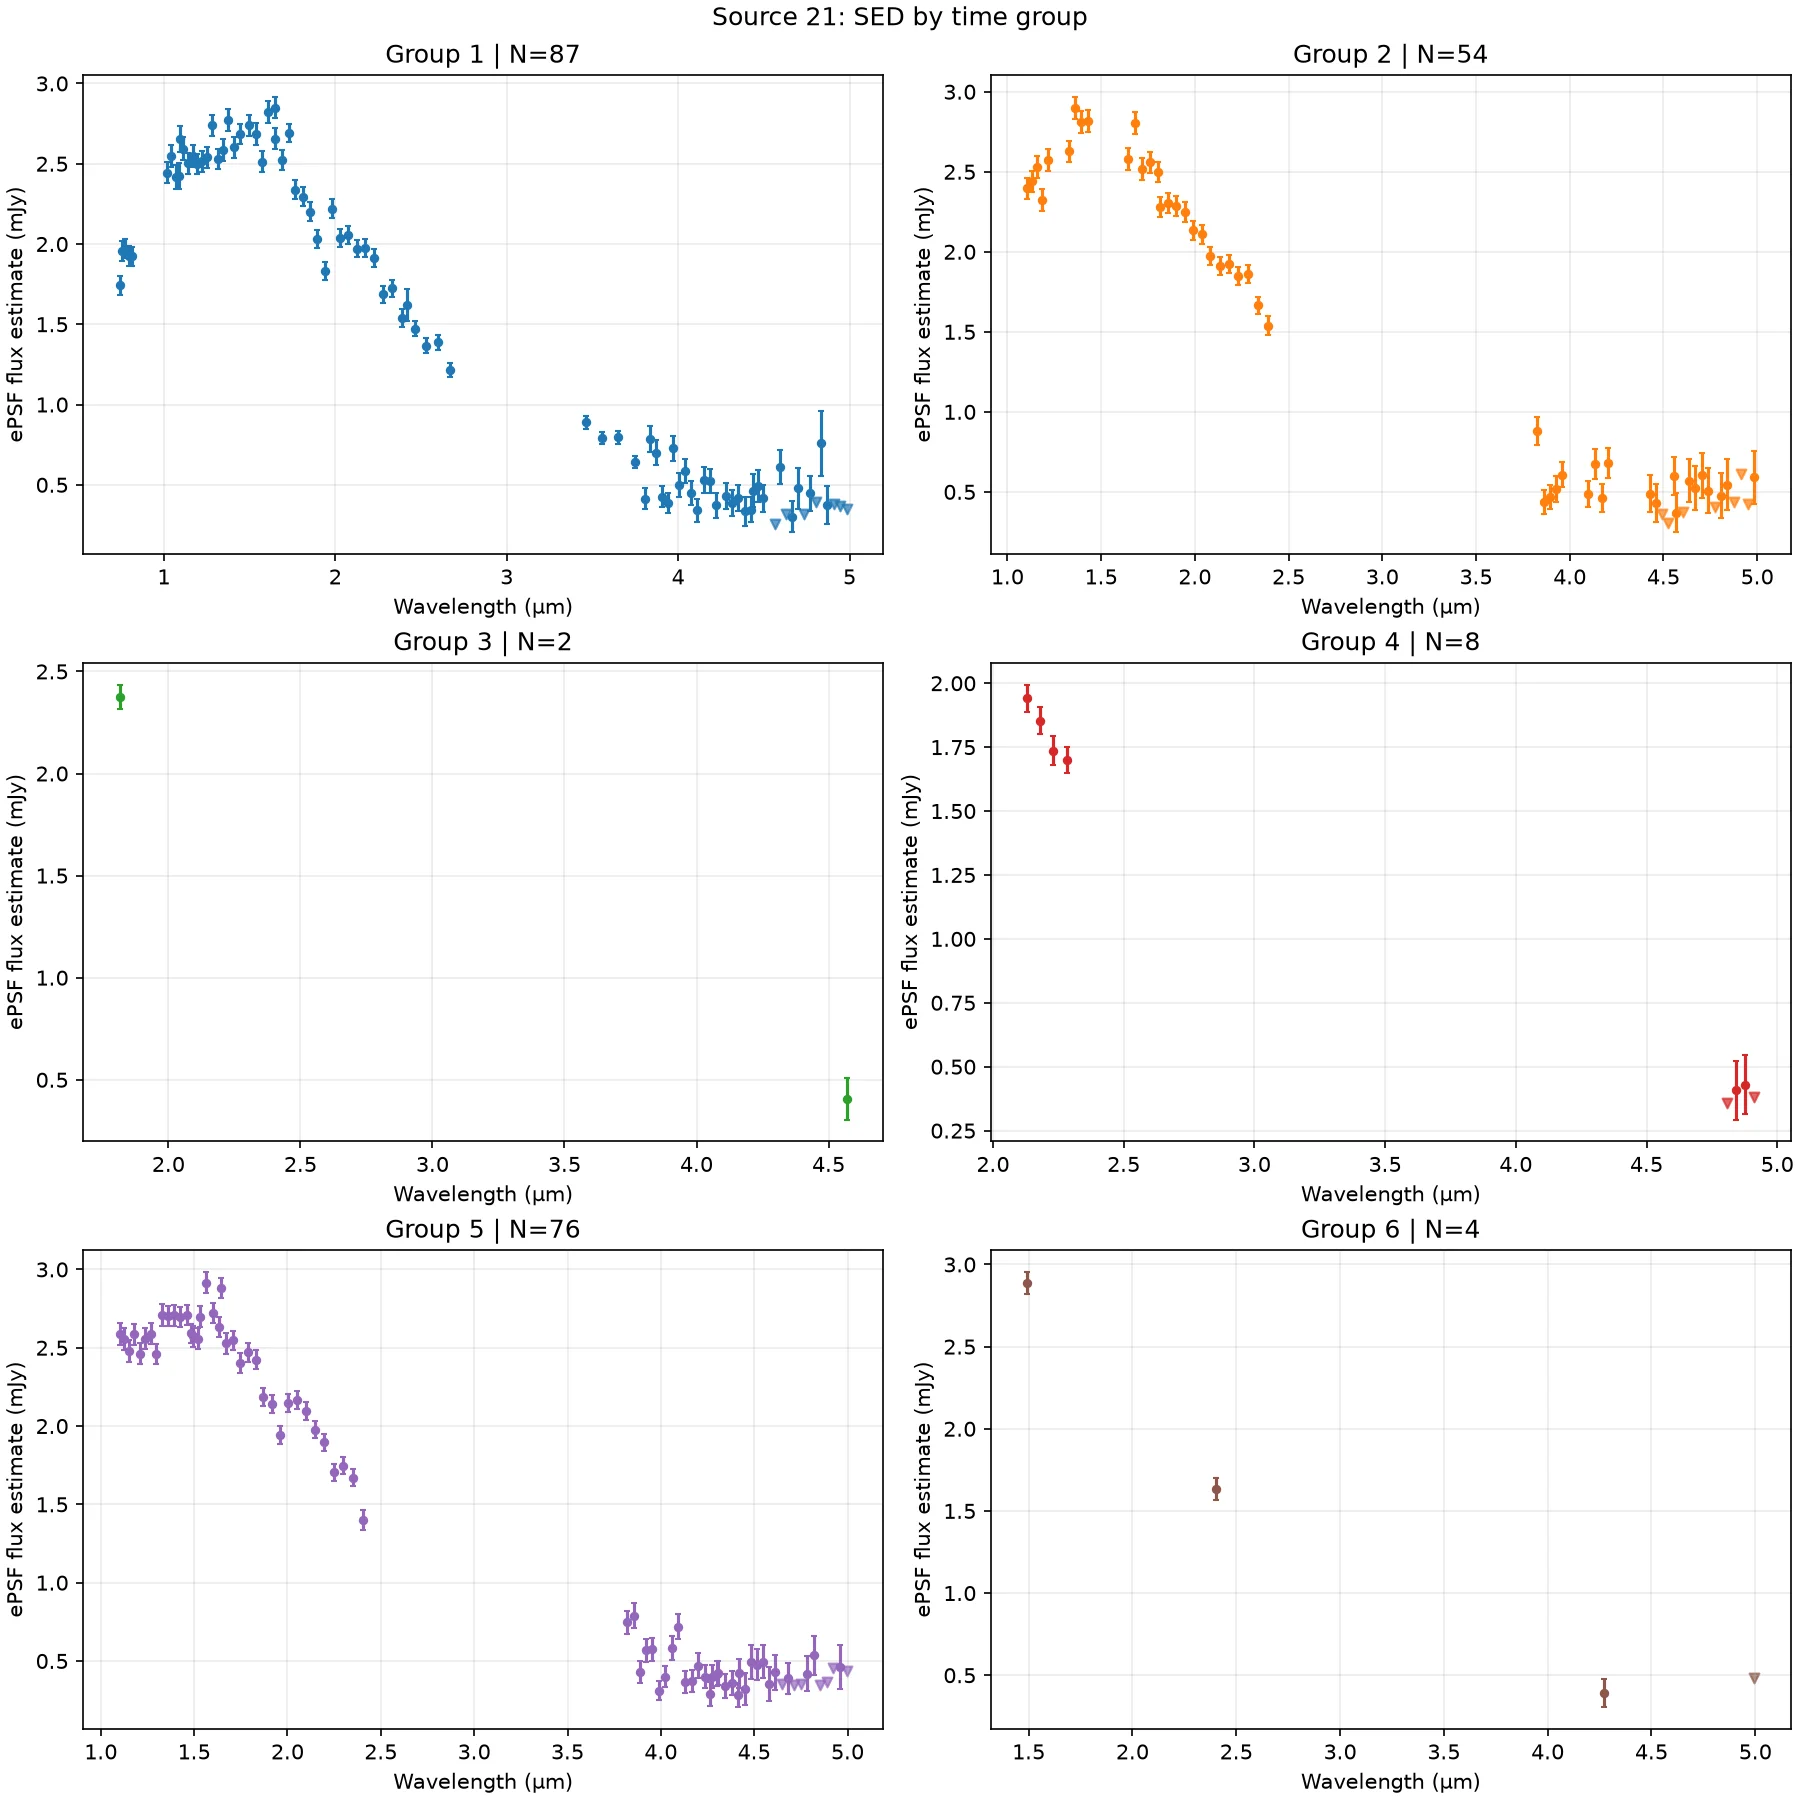 Source 21: SED by time group
Group 1 | N=87
ePSF flux estimate (mJy)
3.0
2.5
2.0
1.5
1.0
0.5
1 2 3 4 5
Wavelength (μm)
Group 2 | N=54
ePSF flux estimate (mJy)
3.0
2.5
2.0
1.5
1.0
0.5
1.0 1.5 2.0 2.5 3.0 3.5 4.0 4.5 5.0
Wavelength (μm)
Group 3 | N=2
ePSF flux estimate (mJy)
2.5
2.0
1.5
1.0
0.5
2.0 2.5 3.0 3.5 4.0 4.5
Wavelength (μm)
Group 4 | N=8
ePSF flux estimate (mJy)
2.00
1.75
1.50
1.25
1.00
0.75
0.50
0.25
2.0 2.5 3.0 3.5 4.0 4.5 5.0
Wavelength (μm)
Group 5 | N=76
ePSF flux estimate (mJy)
3.0
2.5
2.0
1.5
1.0
0.5
1.0 1.5 2.0 2.5 3.0 3.5 4.0 4.5 5.0
Wavelength (μm)
Group 6 | N=4
ePSF flux estimate (mJy)
3.0
2.5
2.0
1.5
1.0
0.5
1.5 2.0 2.5 3.0 3.5 4.0 4.5 5.0
Wavelength (μm)